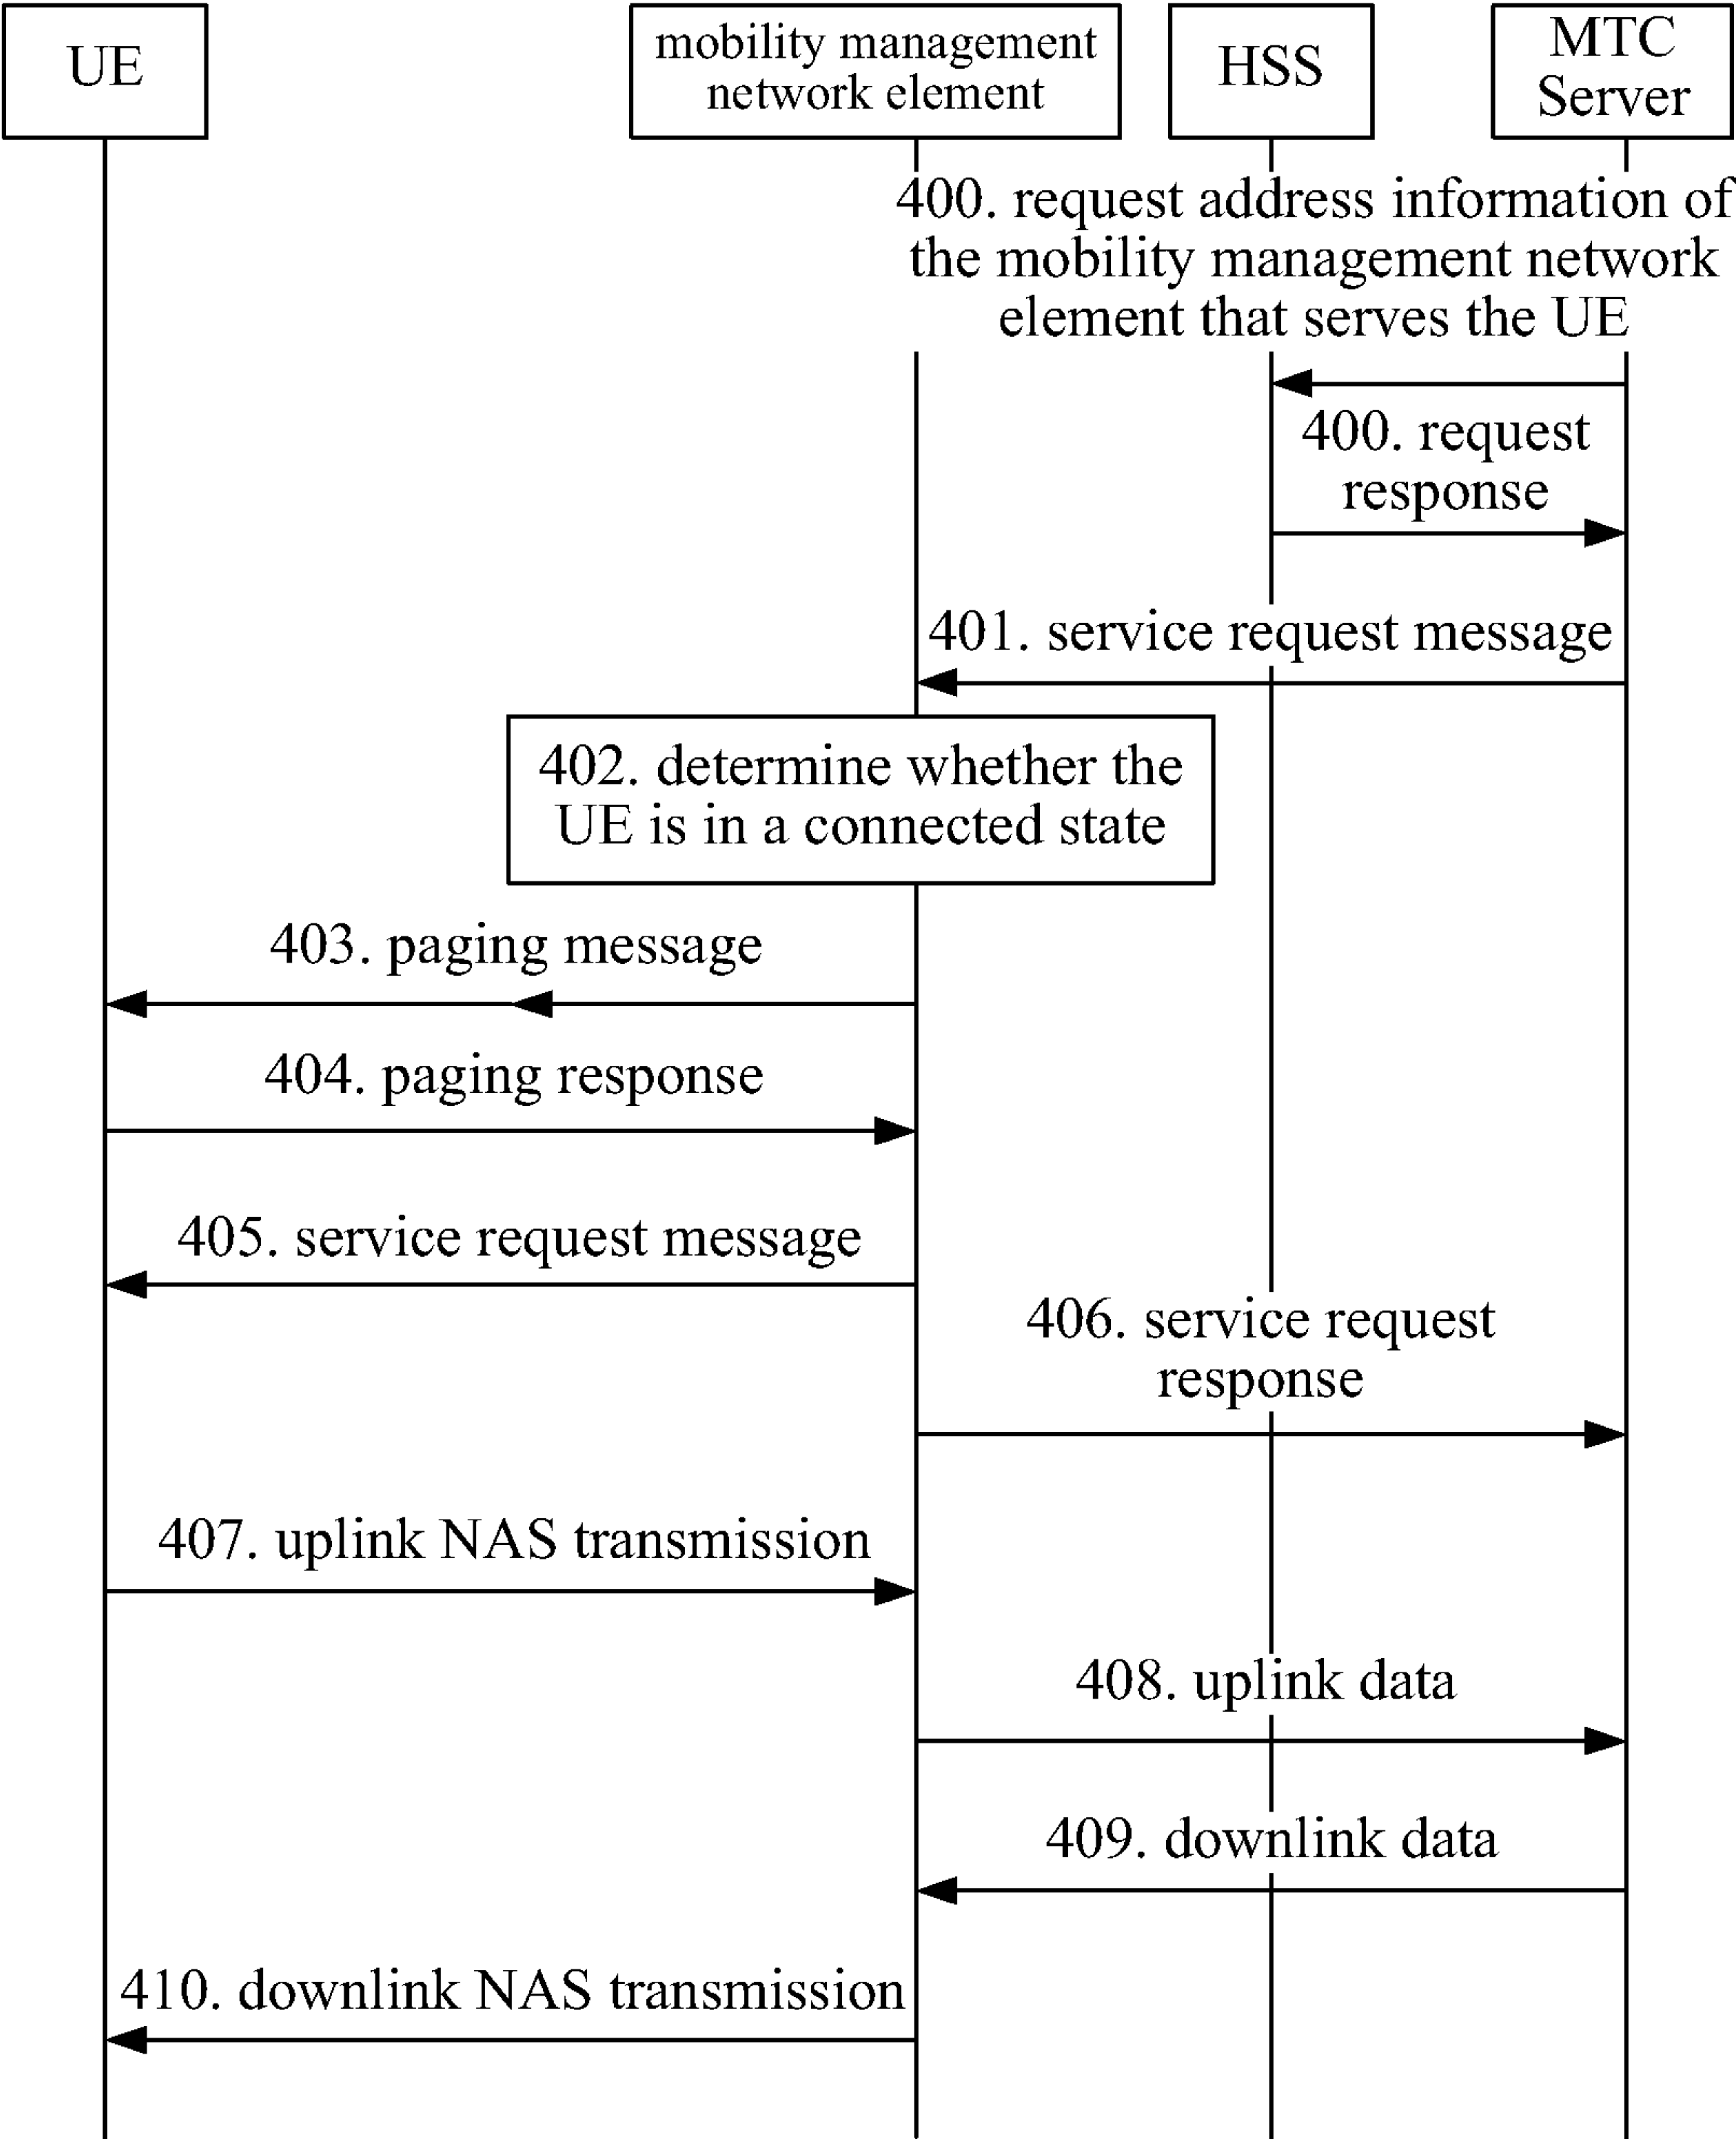 UE
mobility management
network element
HSS
MTC
Server
400. request address information of
the mobility management network
element that serves the UE
400. request
response
401. service request message
402. determine whether the
UE is in a connected state
403. paging message
404. paging response
405. service request message
406. service request
response
407. uplink NAS transmission
408. uplink data
409. downlink data
410. downlink NAS transmission